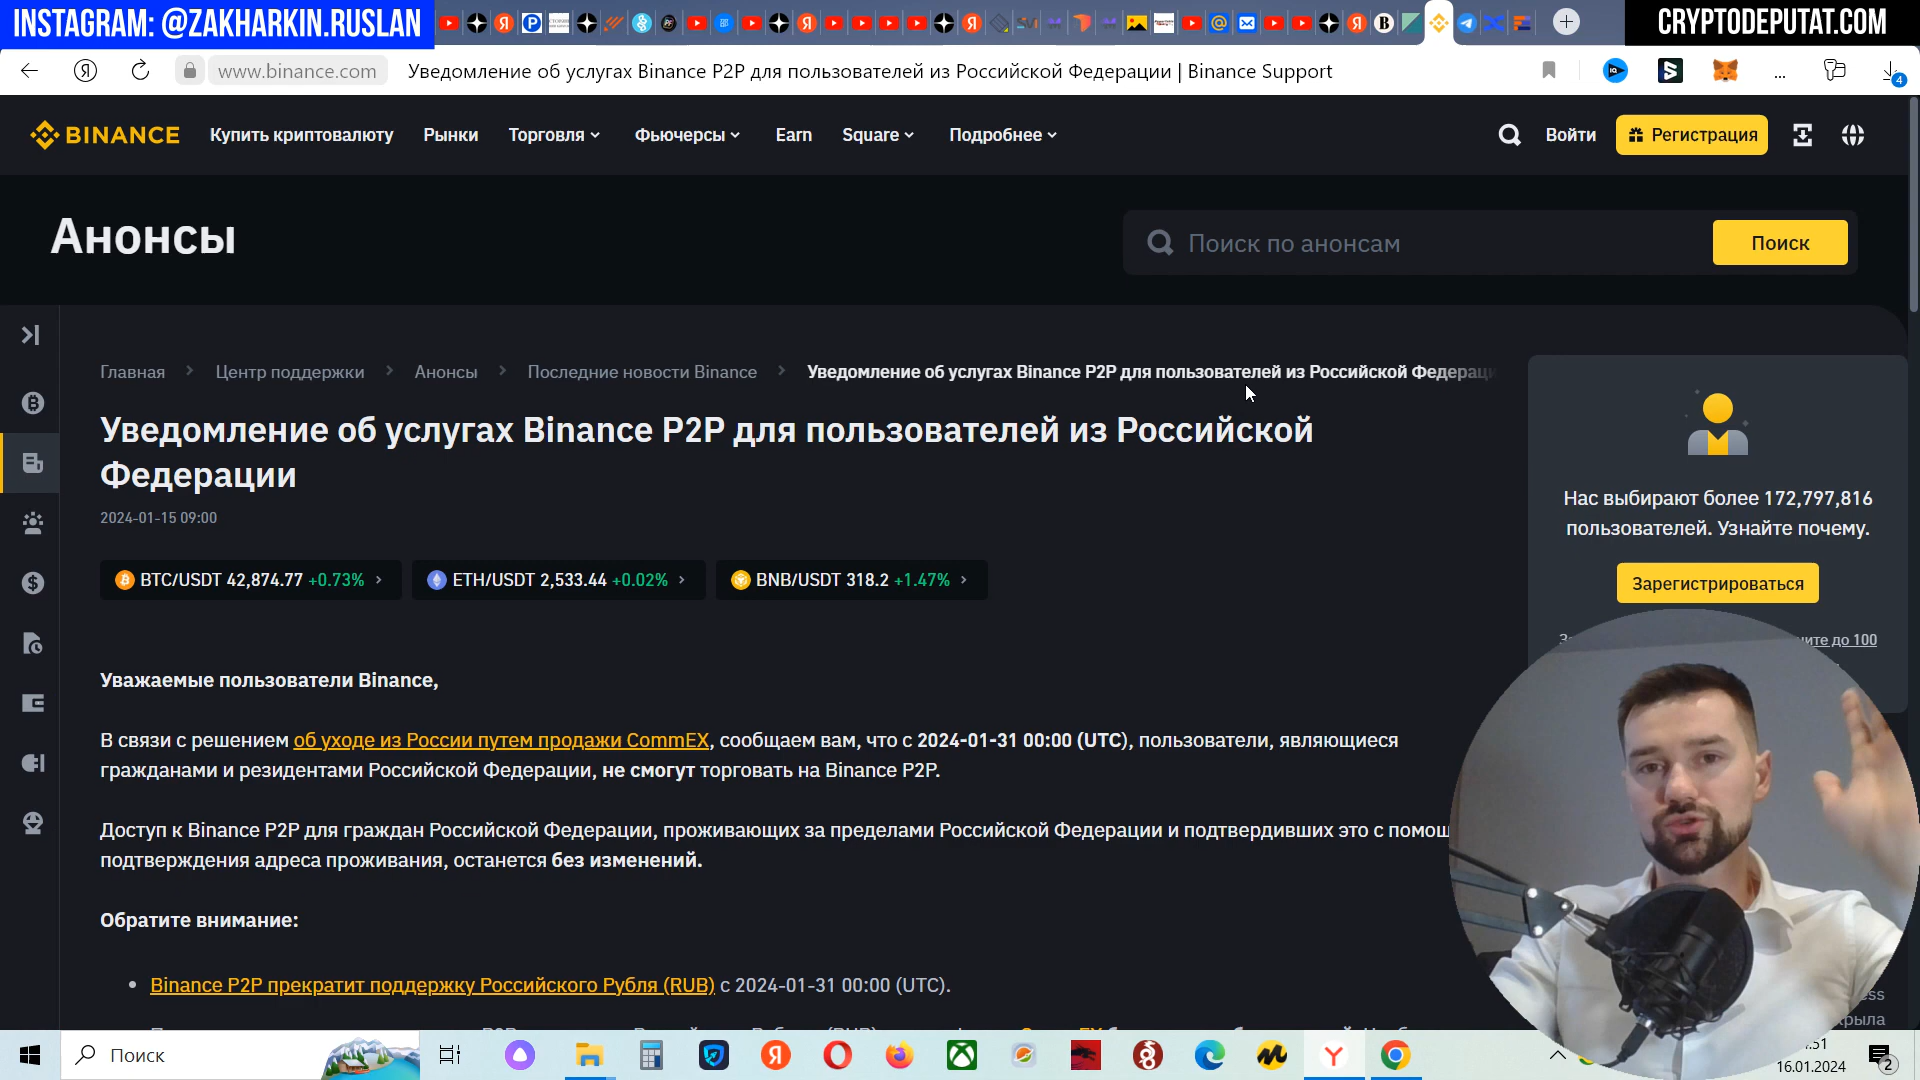 INSTAGRAM: @ZAKHARKIN.RUSLAN
CRYPTODEPUTAT.COM
www.binance.com
Уведомление об услугах Binance P2P для пользователей из Российской Федерации | Binance Support
4
BINANCE
Купить криптовалюту
Рынки
Торговля
Фьючерсы
Earn
Square
Подробнее
Войти
Регистрация
Анонсы
Поиск по анонсам
Поиск
Главная
Центр поддержки
Анонсы
Последние новости Binance
Уведомление об услугах Binance P2P для пользователей из Российской Федераци
Уведомление об услугах Binance P2P для пользователей из Российской
Федерации
2024-01-15 09:00
BTC/USDT 42,874.77 +0.73%
ETH/USDT 2,533.44 +0.02%
BNB/USDT 318.2 +1.47%
Нас выбирают более 172,797,816
пользователей. Узнайте почему.
Зарегистрироваться
до 100
Уважаемые пользователи Binance,
В связи с решением об уходе из России путем продажи CommEX, сообщаем вам, что с 2024-01-31 00:00 (UTC), пользователи, являющиеся
гражданами и резидентами Российской Федерации, не смогут торговать на Binance P2P.
Доступ к Binance P2P для граждан Российской Федерации, проживающих за пределами Российской Федерации и подтвердивших это с помощ
подтверждения адреса проживания, останется без изменений.
Обратите внимание:
• Binance P2P прекратит поддержку Российского Рубля (RUB) с 2024-01-31 00:00 (UTC).
Поиск
16.01.2024
2